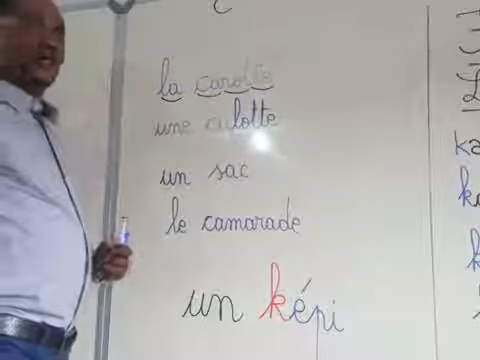 c
la carotte
une culotte
un sac
le camarade
un képi